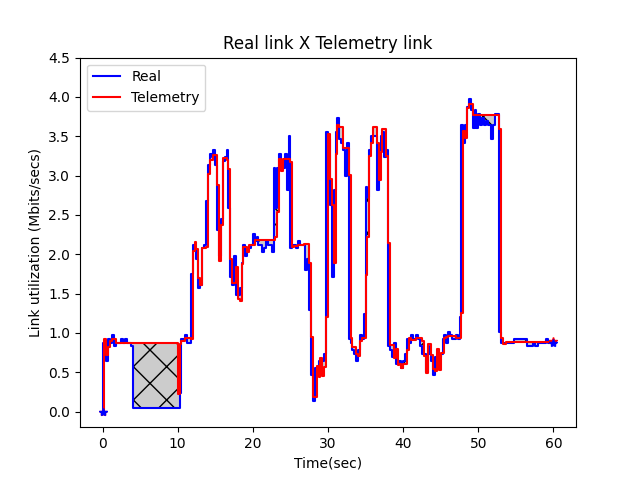 Real link X Telemetry link
Real
Telemetry
Link utilization (Mbits/secs)
4.5
4.0
3.5
3.0
2.5
2.0
1.5
1.0
0.5
0.0
0 10 20 30 40 50 60
Time(sec)